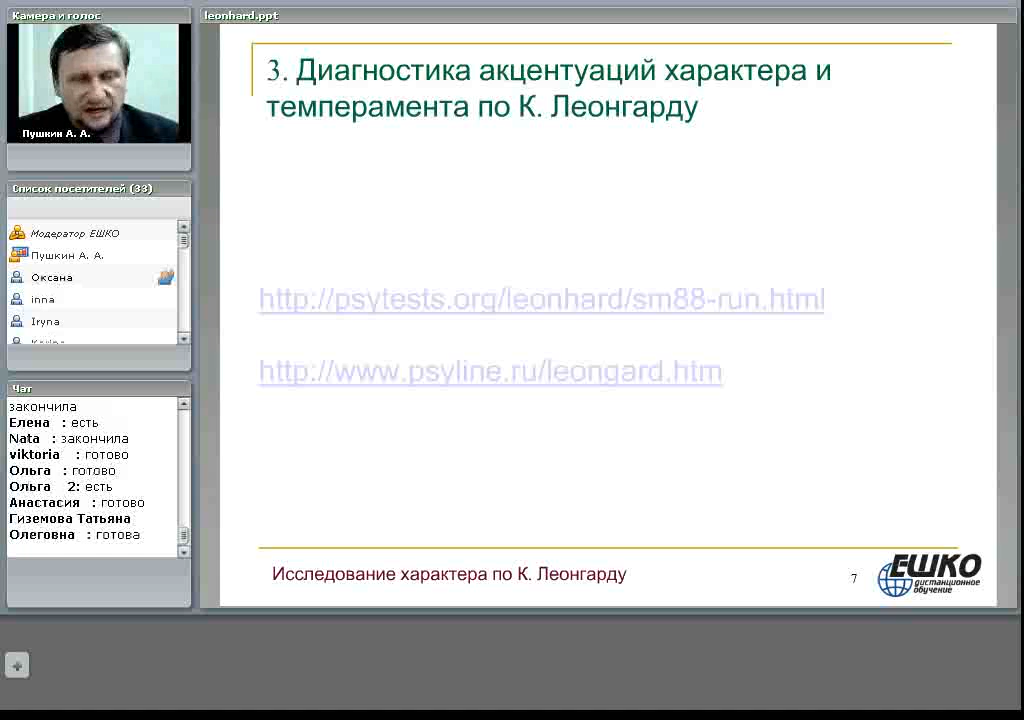 Камера и голос
Пушкин А. А.
Список посетителей (33)
Модератор ЕШКО
Пушкин А. А.
Оксана
inna
Iryna
Чат
закончила
Елена : есть
Nata : закончила
viktoria : готово
Ольга : готово
Ольга 2: есть
Анастасия : готово
Гиземова Татьяна
Олеговна : готова
leonhard.ppt
3. Диагностика акцентуаций характера и
темперамента по К. Леонгарду
http://psytests.org/leonhard/sm88-run.html
http://www.psyline.ru/leongard.htm
Исследование характера по К. Леонгарду
7
ЕШКО
дистанционное
обучение